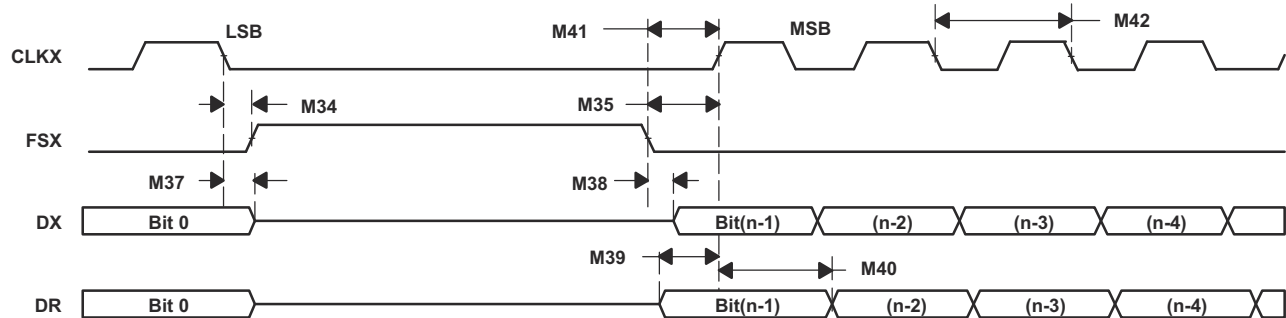 LSB M41 MSB M42
CLKX
M34 M35
FSX
M37 M38
DX Bit 0 Bit(n-1) (n-2) (n-3) (n-4)
M39 M40
DR Bit 0 Bit(n-1) (n-2) (n-3) (n-4)